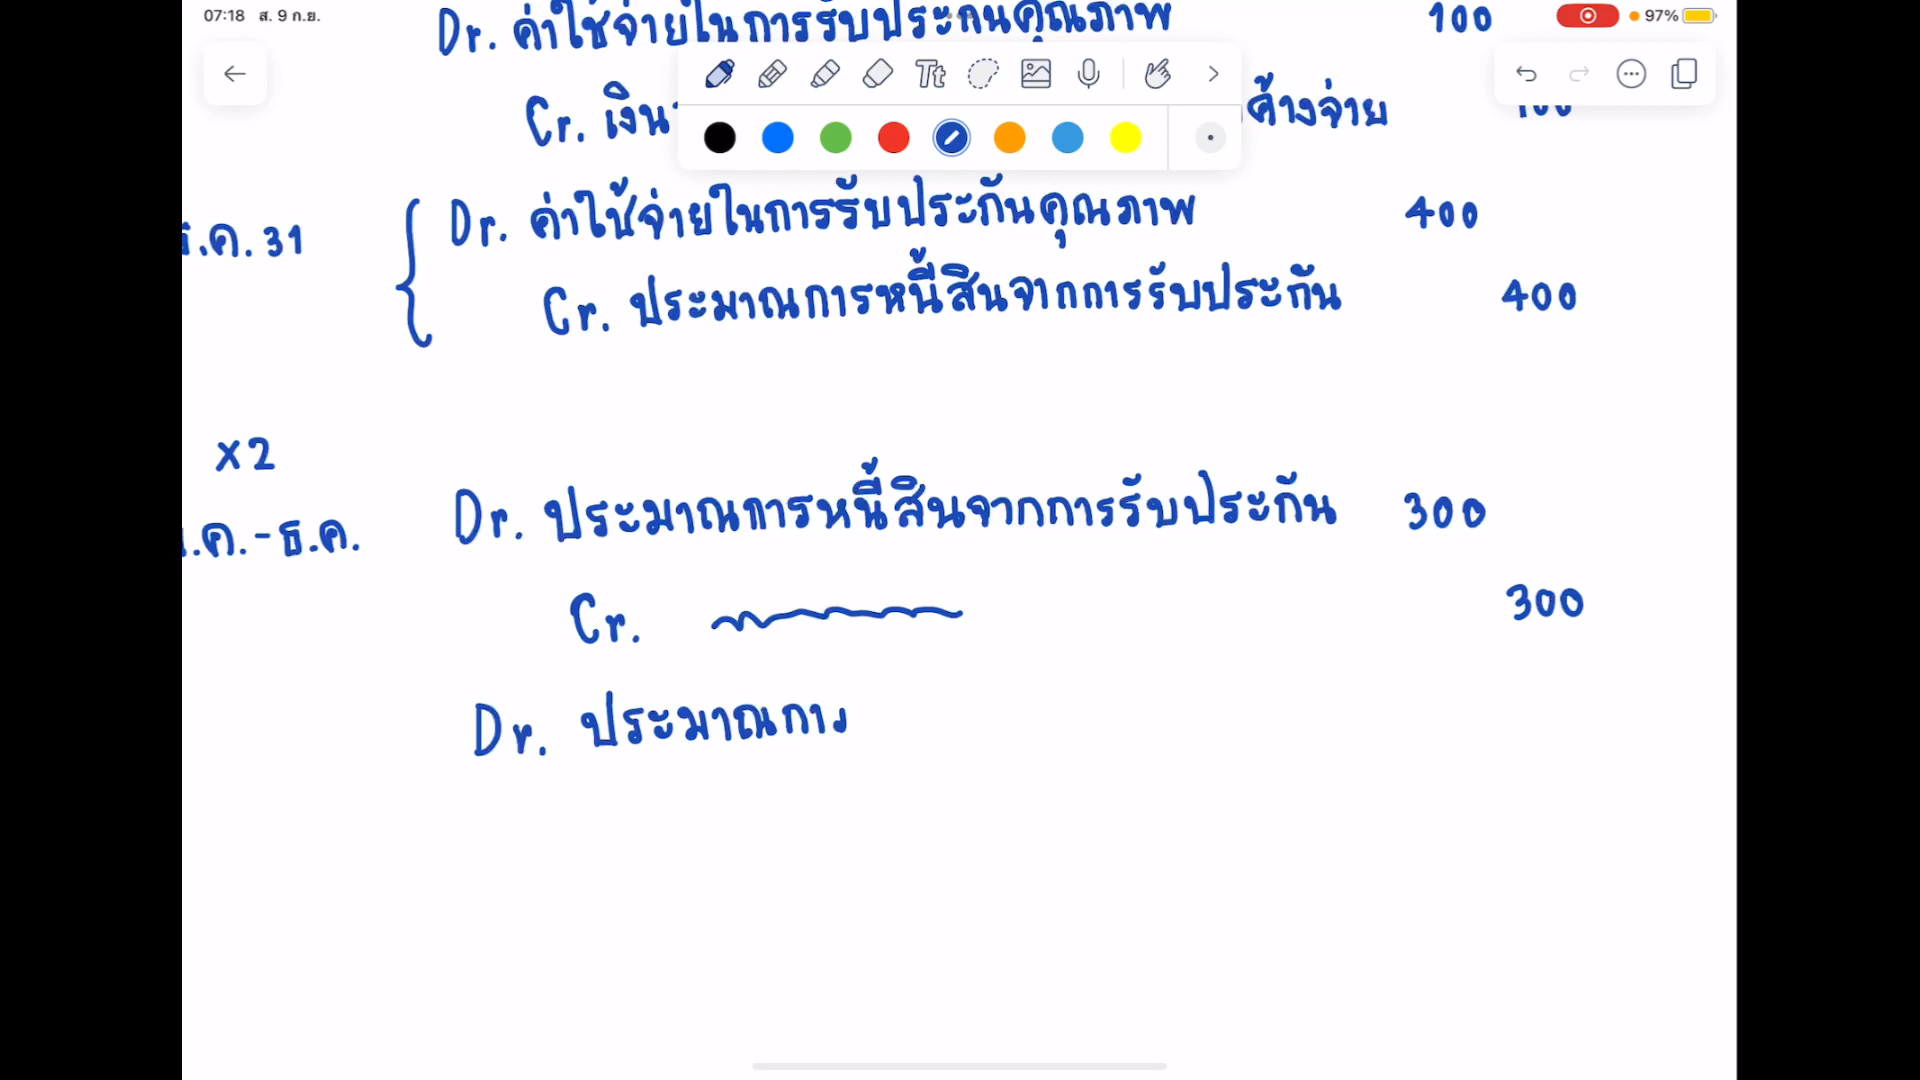 07:18 ส. 9 ก.ย. 97%
Dr. ค่าใช้จ่ายในการรับประกันคุณภาพ 100
Tt
Cr. เงิน ค้างจ่าย 100
ธ.ค. 31 Dr. ค่าใช้จ่ายในการรับประกันคุณภาพ 400
Cr. ประมาณการหนี้สินจากการรับประกัน 400
x2
.ค.-ธ.ค. Dr. ประมาณการหนี้สินจากการรับประกัน 300
Cr. 300
Dr. ประมาณกา